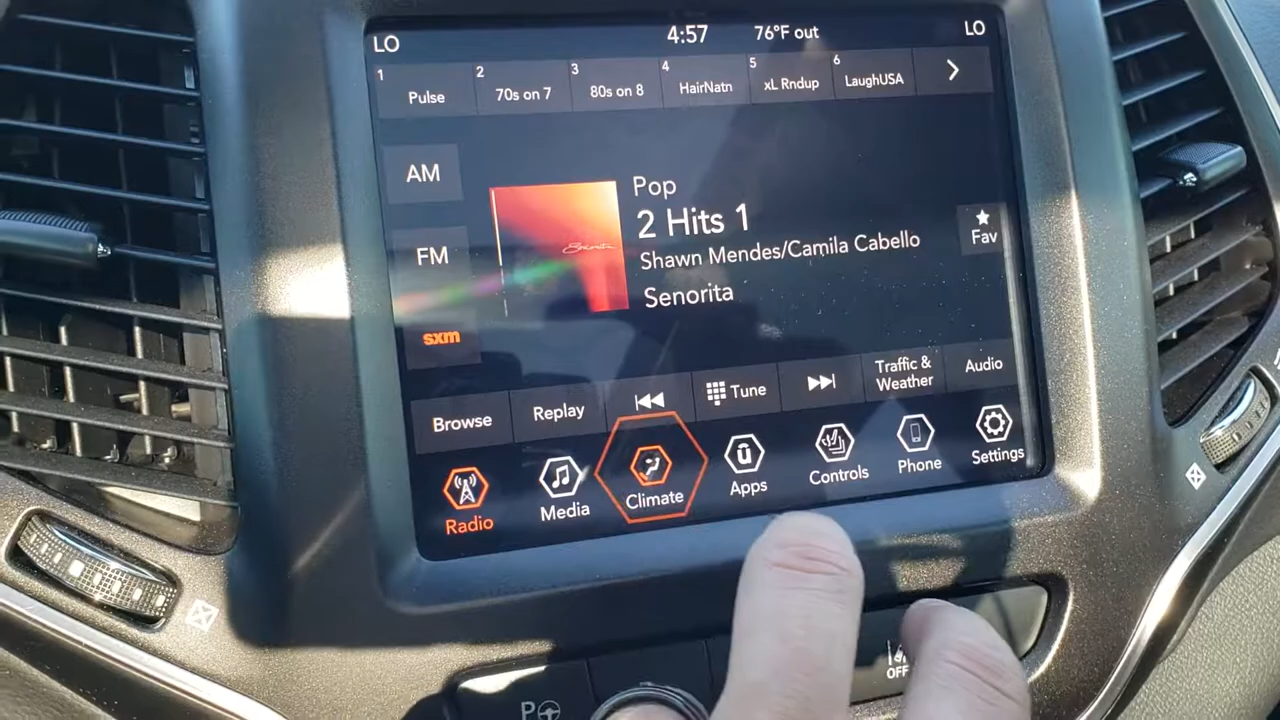 LO 4:57 76°F out LO
1 Pulse
2 70s on 7
3 80s on 8
4 HairNatn
5 xL Rndup
6 LaughUSA
AM
FM
sxm
Senorita
Pop
2 Hits 1
Shawn Mendes/Camila Cabello
Senorita
Fav
Browse
Replay
Tune
Traffic &
Weather
Audio
Radio
Media
Climate
Apps
Controls
Phone
Settings
P
OFF